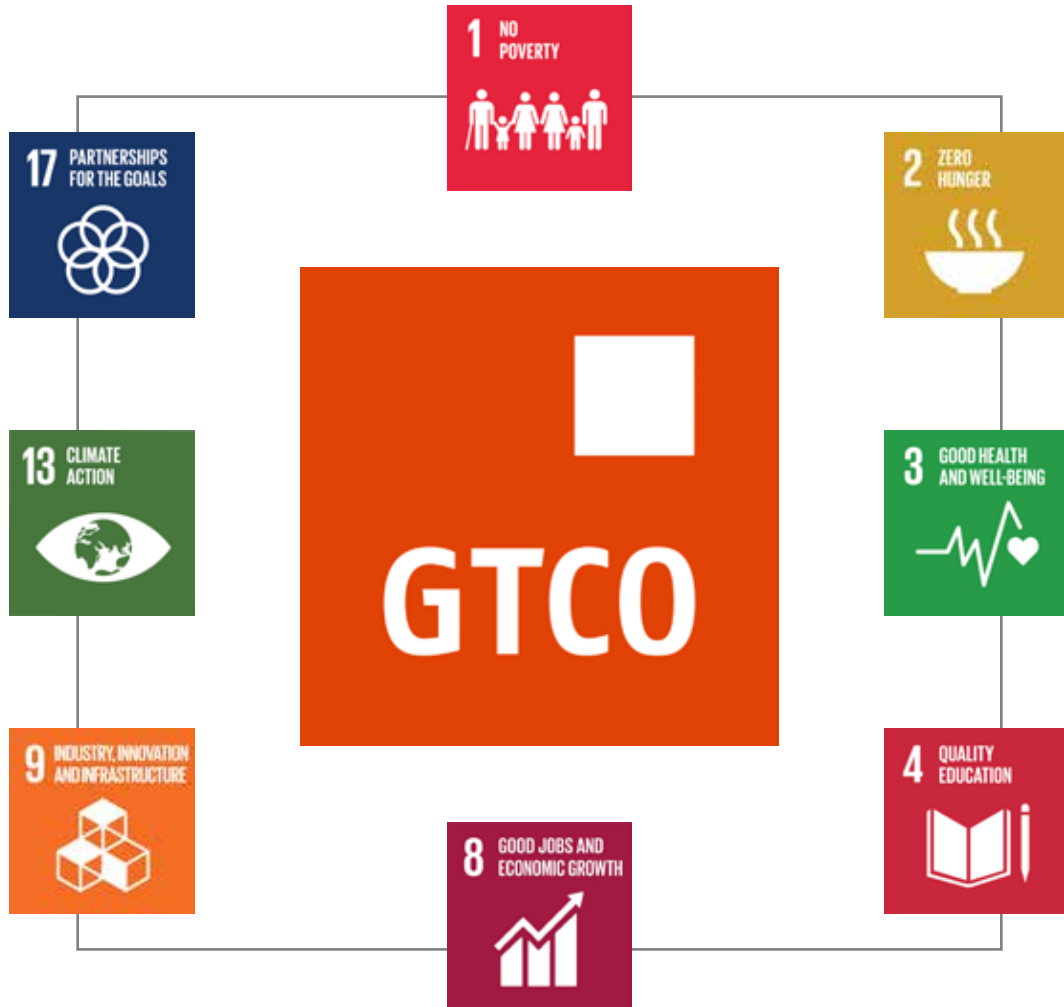 1 NO
POVERTY
17 PARTNERSHIPS
FOR THE GOALS
2 ZERO
HUNGER
13 CLIMATE
ACTION
3 GOOD HEALTH
AND WELL-BEING
GTCO
9 INDUSTRY, INNOVATION
AND INFRASTRUCTURE
4 QUALITY
EDUCATION
8 GOOD JOBS AND
ECONOMIC GROWTH